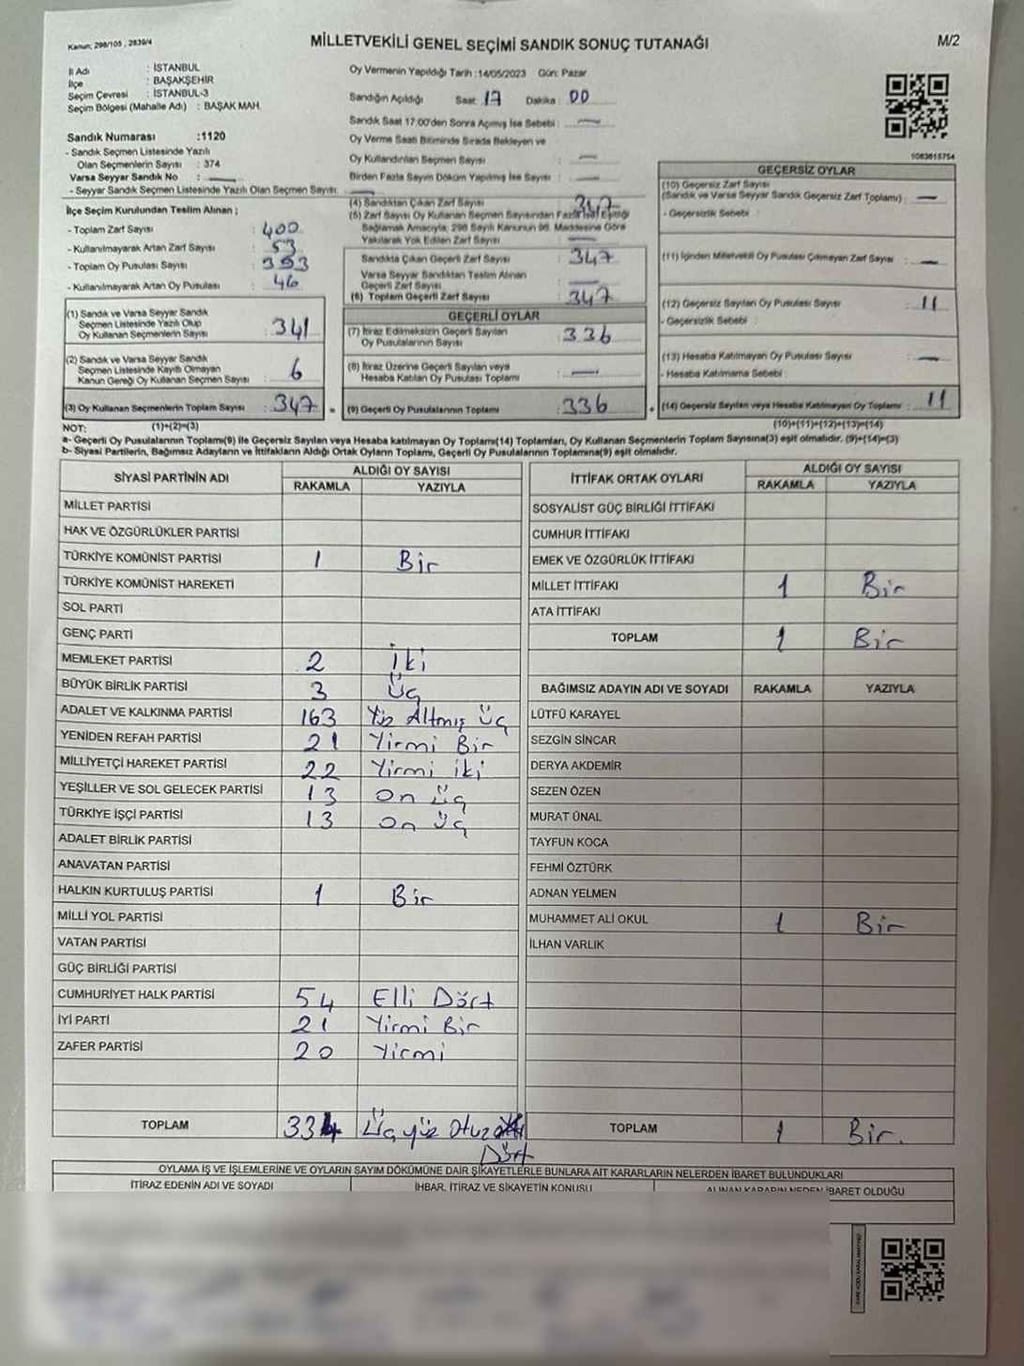 Kanun; 298/105 , 2839/4
MİLLETVEKİLİ GENEL SEÇİMİ SANDIK SONUÇ TUTANAĞI
M/2
İl Adı : İSTANBUL
İlçe : BAŞAKŞEHİR
Seçim Çevresi : İSTANBUL-3
Seçim Bölgesi (Mahalle Adı) : BAŞAK MAH.
Sandık Numarası :1120
- Sandık Seçmen Listesinde Yazılı
Olan Seçmenlerin Sayısı : 374
Varsa Seyyar Sandık No : —
- Seyyar Sandık Seçmen Listesinde Yazılı Olan Seçmen Sayısı: —
Oy Vermenin Yapıldığı Tarih :14/05/2023 Gün: Pazar
Sandığın Açıldığı Saat 17 Dakika : 00
Sandık Saat 17:00'den Sonra Açılmış İse Sebebi : —
Oy Verme Saati Bitiminde Sırada Bekleyen ve
Oy Kullandırılan Seçmen Sayısı : —
Birden Fazla Sayım Döküm Yapılmış İse Sayısı : —
1083615754
İlçe Seçim Kurulundan Teslim Alınan ;
- Toplam Zarf Sayısı : 400
- Kullanılmayarak Artan Zarf Sayısı : 53
- Toplam Oy Pusulası Sayısı : 393
- Kullanılmayarak Artan Oy Pusulası : 46
(4) Sandıktan Çıkan Zarf Sayısı : 347
(5) Zarf Sayısı Oy Kullanan Seçmen Sayısından Fazla İse Eşitliği
Sağlamak Amacıyla; 298 Sayılı Kanunun 98. Maddesine Göre
Yakılarak Yok Edilen Zarf Sayısı : —
Sandıkta Çıkan Geçerli Zarf Sayısı : 347
Varsa Seyyar Sandıktan Teslim Alınan
Geçerli Zarf Sayısı : —
(6) Toplam Geçerli Zarf Sayısı : 347
GEÇERSİZ OYLAR
(10) Geçersiz Zarf Sayısı
(Sandık ve Varsa Seyyar Sandık Geçersiz Zarf Toplamı) : —
- Geçersizlik Sebebi :
(11) İçinden Milletvekili Oy Pusulası Çıkmayan Zarf Sayısı : —
(12) Geçersiz Sayılan Oy Pusulası Sayısı : 11
- Geçersizlik Sebebi :
(13) Hesaba Katılmayan Oy Pusulası Sayısı : —
- Hesaba Katılmama Sebebi :
(14) Geçersiz Sayılan veya Hesaba Katılmayan Oy Toplamı : 11
(10)+(11)+(12)+(13)=(14)
(1) Sandık ve Varsa Seyyar Sandık
Seçmen Listesinde Yazılı Olup
Oy Kullanan Seçmenlerin Sayısı : 341
(2) Sandık ve Varsa Seyyar Sandık
Seçmen Listesinde Kayıtlı Olmayan
Kanun Gereği Oy Kullanan Seçmen Sayısı : 6
(3) Oy Kullanan Seçmenlerin Toplam Sayısı : 347
GEÇERLİ OYLAR
(7) İtiraz Edilmeksizin Geçerli Sayılan
Oy Pusulalarının Sayısı : 336
(8) İtiraz Üzerine Geçerli Sayılan veya
Hesaba Katılan Oy Pusulası Toplamı : —
(9) Geçerli Oy Pusulalarının Toplamı : 336
NOT: (1)+(2)=(3)
a- Geçerli Oy Pusulalarının Toplamı(9) ile Geçersiz Sayılan veya Hesaba katılmayan Oy Toplamı(14) Toplamları, Oy Kullanan Seçmenlerin Toplam Sayısına(3) eşit olmalıdır. (9)+(14)=(3)
b- Siyasi Partilerin, Bağımsız Adayların ve İttifakların Aldığı Ortak Oyların Toplamı, Geçerli Oy Pusulalarının Toplamına(9) eşit olmalıdır.
SİYASİ PARTİNİN ADI ALDIĞI OY SAYISI
RAKAMLA YAZIYLA
MİLLET PARTİSİ
HAK VE ÖZGÜRLÜKLER PARTİSİ
TÜRKİYE KOMÜNİST PARTİSİ 1 Bir
TÜRKİYE KOMÜNİST HAREKETİ
SOL PARTİ
GENÇ PARTİ
MEMLEKET PARTİSİ 2 İki
BÜYÜK BİRLİK PARTİSİ 3 Üç
ADALET VE KALKINMA PARTİSİ 163 Yüz Altmış Üç
YENİDEN REFAH PARTİSİ 21 Yirmi Bir
MİLLİYETÇİ HAREKET PARTİSİ 22 Yirmi iki
YEŞİLLER VE SOL GELECEK PARTİSİ 13 On Üç
TÜRKİYE İŞÇİ PARTİSİ 13 On Üç
ADALET BİRLİK PARTİSİ
ANAVATAN PARTİSİ
HALKIN KURTULUŞ PARTİSİ 1 Bir
MİLLİ YOL PARTİSİ
VATAN PARTİSİ
GÜÇ BİRLİĞİ PARTİSİ
CUMHURİYET HALK PARTİSİ 54 Elli Dört
İYİ PARTİ 21 Yirmi Bir
ZAFER PARTİSİ 20 Yirmi
TOPLAM 334 Üç yüz Otuz
Dört
İTTİFAK ORTAK OYLARI ALDIĞI OY SAYISI
RAKAMLA YAZIYLA
SOSYALİST GÜÇ BİRLİĞİ İTTİFAKI
CUMHUR İTTİFAKI
EMEK VE ÖZGÜRLÜK İTTİFAKI
MİLLET İTTİFAKI 1 Bir
ATA İTTİFAKI
TOPLAM 1 Bir
BAĞIMSIZ ADAYIN ADI VE SOYADI RAKAMLA YAZIYLA
LÜTFÜ KARAYEL
SEZGİN SİNCAR
DERYA AKDEMİR
SEZEN ÖZEN
MURAT ÜNAL
TAYFUN KOCA
FEHMİ ÖZTÜRK
ADNAN YELMEN
MUHAMMET ALİ OKUL 1 Bir
İLHAN VARLIK
TOPLAM 1 Bir.
OYLAMA İŞ VE İŞLEMLERİNE VE OYLARIN SAYIM DÖKÜMÜNE DAİR ŞİKAYETLERLE BUNLARA AİT KARARLARIN NELERDEN İBARET BULUNDUKLARI
İTİRAZ EDENİN ADI VE SOYADI İHBAR, İTİRAZ VE ŞİKAYETİN KONUSU ALINAN KARARIN NEDEN İBARET OLDUĞU